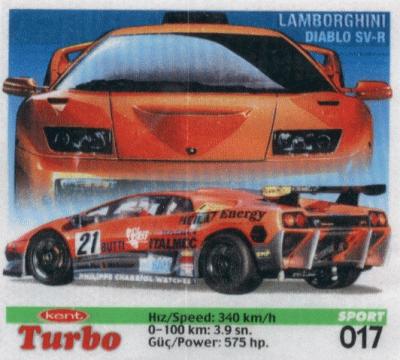 LAMBORGHINI
DIABLO SV-R
21
BUTTI
ITALMEC
Energy
PHILIPPE CHARRIOL WATCHES
kent
Turbo
Hız/Speed: 340 km/h
0-100 km: 3.9 sn.
Güç/Power: 575 hp.
SPORT
017